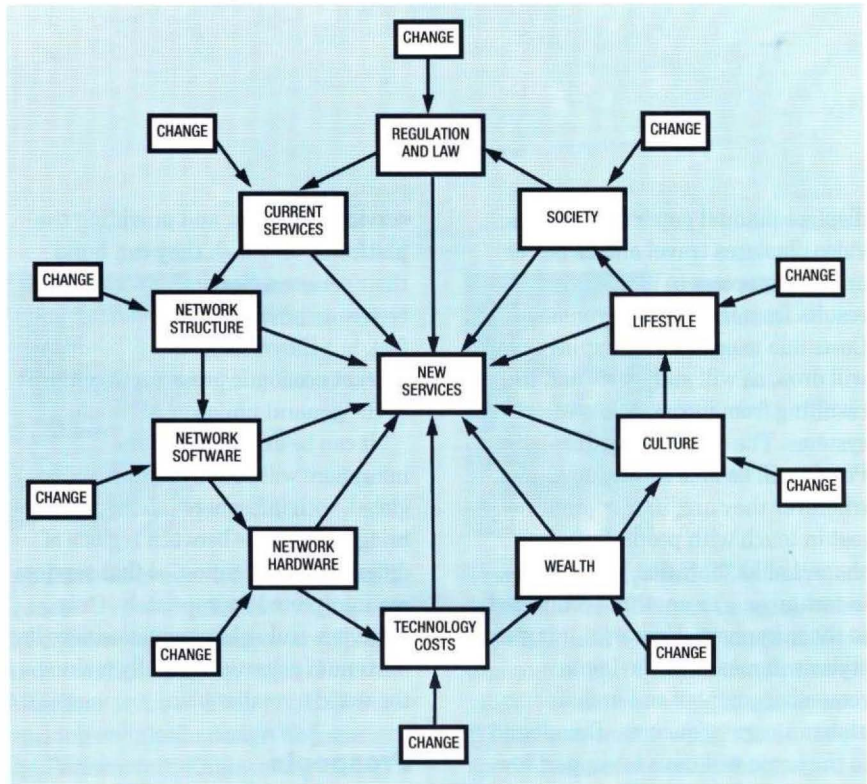 CHANGE
REGULATION
AND LAW
CHANGE
CHANGE
CURRENT
SERVICES
SOCIETY
CHANGE
CHANGE
NETWORK
STRUCTURE
LIFESTYLE
NEW
SERVICES
NETWORK
SOFTWARE
CULTURE
CHANGE
CHANGE
NETWORK
HARDWARE
WEALTH
TECHNOLOGY
COSTS
CHANGE
CHANGE
CHANGE